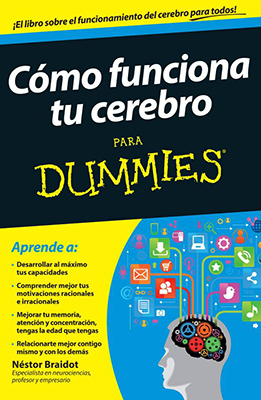 ¡El libro sobre el funcionamiento del cerebro para todos!
Cómo funciona
tu cerebro
PARA
DUMMIES®
Aprende a:
• Desarrollar al máximo
tus capacidades
• Comprender mejor tus
motivaciones racionales
e irracionales
• Mejorar tu memoria,
atención y concentración,
tengas la edad que tengas
• Relacionarte mejor contigo
mismo y con los demás
Néstor Braidot
Especialista en neurociencias,
profesor y empresario